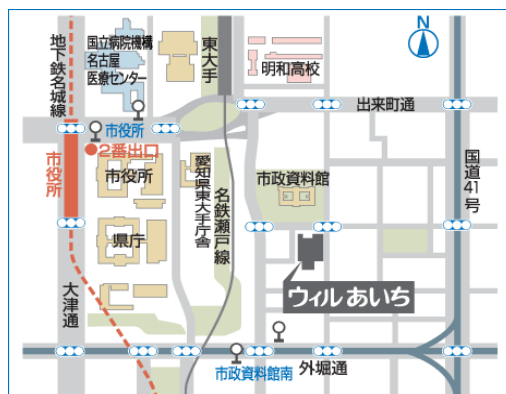 N
地下鉄名城線
国立病院機構
名古屋
医療センター
東大手
明和高校
出来町通
市役所
2番出口
市役所
市役所
愛知県東大手庁舎
名鉄瀬戸線
市政資料館
国道41号
県庁
大津通
ウィルあいち
市政資料館南
外堀通